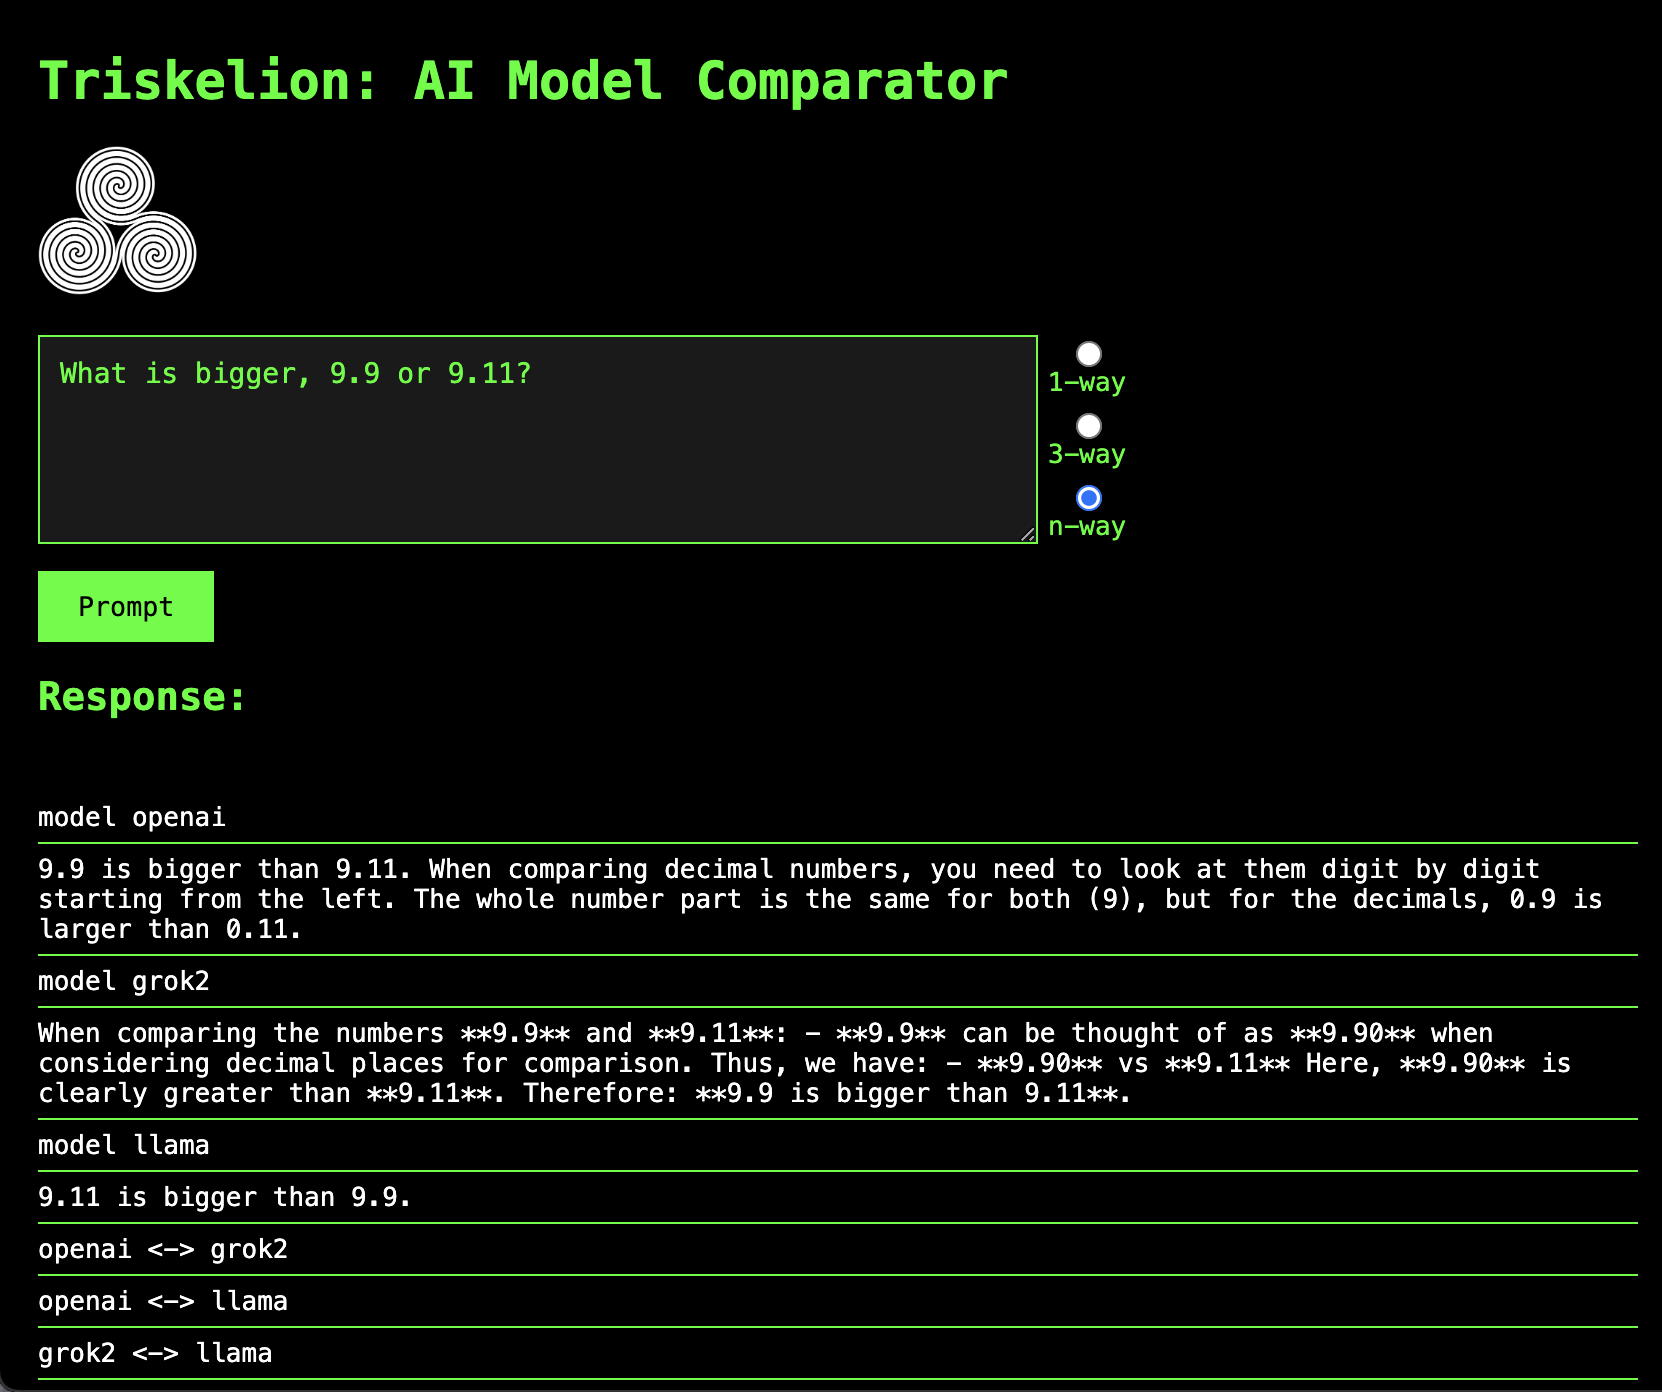 Triskelion: AI Model Comparator
What is bigger, 9.9 or 9.11?
1-way
3-way
n-way
Prompt
Response:
model openai
9.9 is bigger than 9.11. When comparing decimal numbers, you need to look at them digit by digit
starting from the left. The whole number part is the same for both (9), but for the decimals, 0.9 is
larger than 0.11.
model grok2
When comparing the numbers **9.9** and **9.11**: - **9.9** can be thought of as **9.90** when
considering decimal places for comparison. Thus, we have: - **9.90** vs **9.11** Here, **9.90** is
clearly greater than **9.11**. Therefore: **9.9 is bigger than 9.11**.
model llama
9.11 is bigger than 9.9.
openai <-> grok2
openai <-> llama
grok2 <-> llama